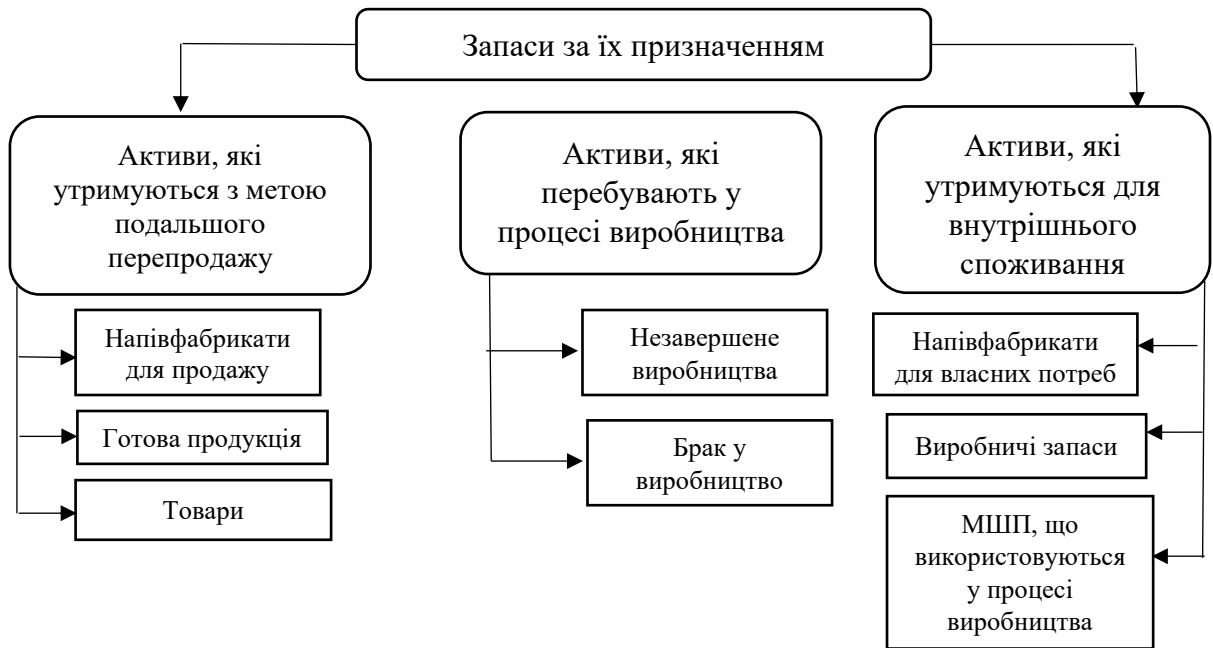 Запаси за їх призначенням
Активи, які
утримуються з метою
подальшого
перепродажу
Напівфабрикати
для продажу
Готова продукція
Товари
Активи, які
перебувають у
процесі виробництва
Незавершене
виробництва
Брак у
виробництво
Активи, які
утримуються для
внутрішнього
споживання
Напівфабрикати
для власних потреб
Виробничі запаси
МШП, що
використовуються
у процесі
виробництва